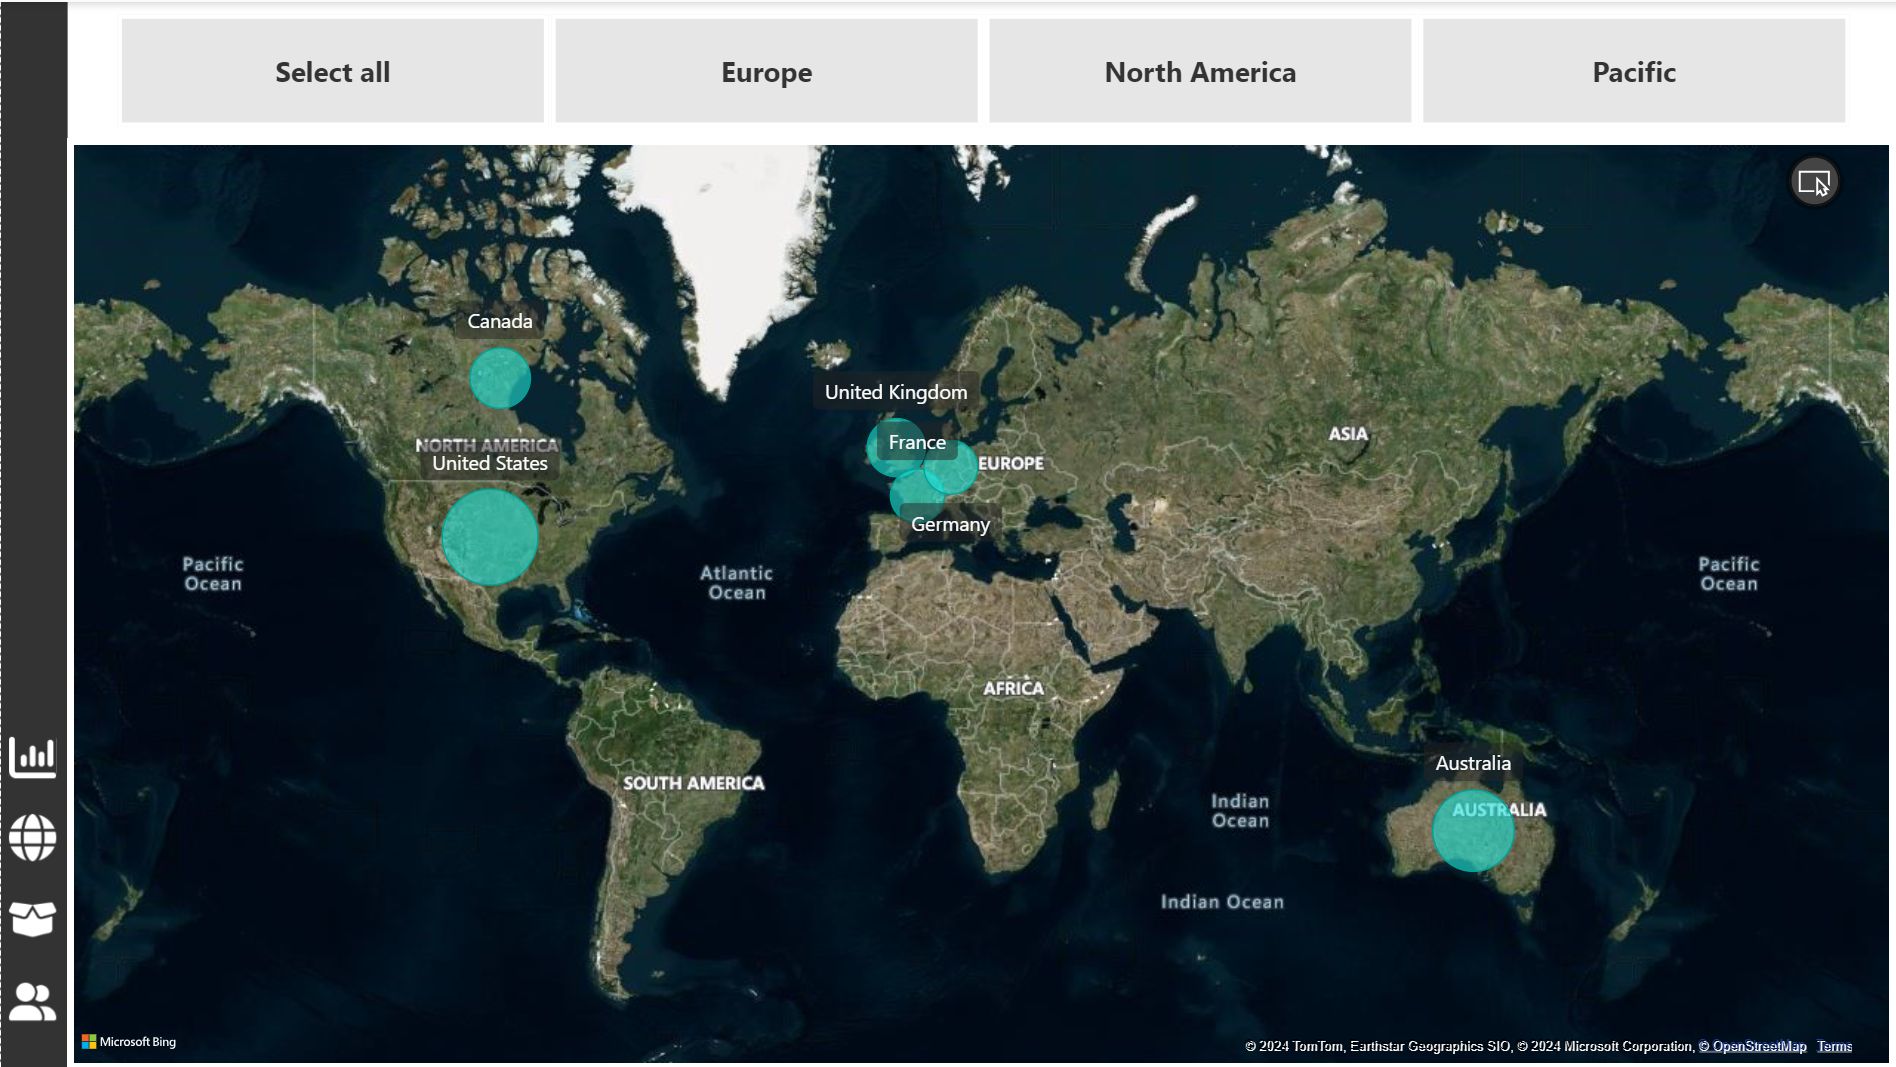 Select all
Europe
North America
Pacific
Canada
United Kingdom
NORTH AMERICA
United States
France
EUROPE
ASIA
Germany
Pacific
Ocean
Atlantic
Ocean
Pacific
Ocean
AFRICA
SOUTH AMERICA
Australia
AUSTRALIA
Indian
Ocean
Indian Ocean
Microsoft Bing
© 2024 TomTom, Earthstar Geographics SIO, © 2024 Microsoft Corporation, © OpenStreetMap Terms